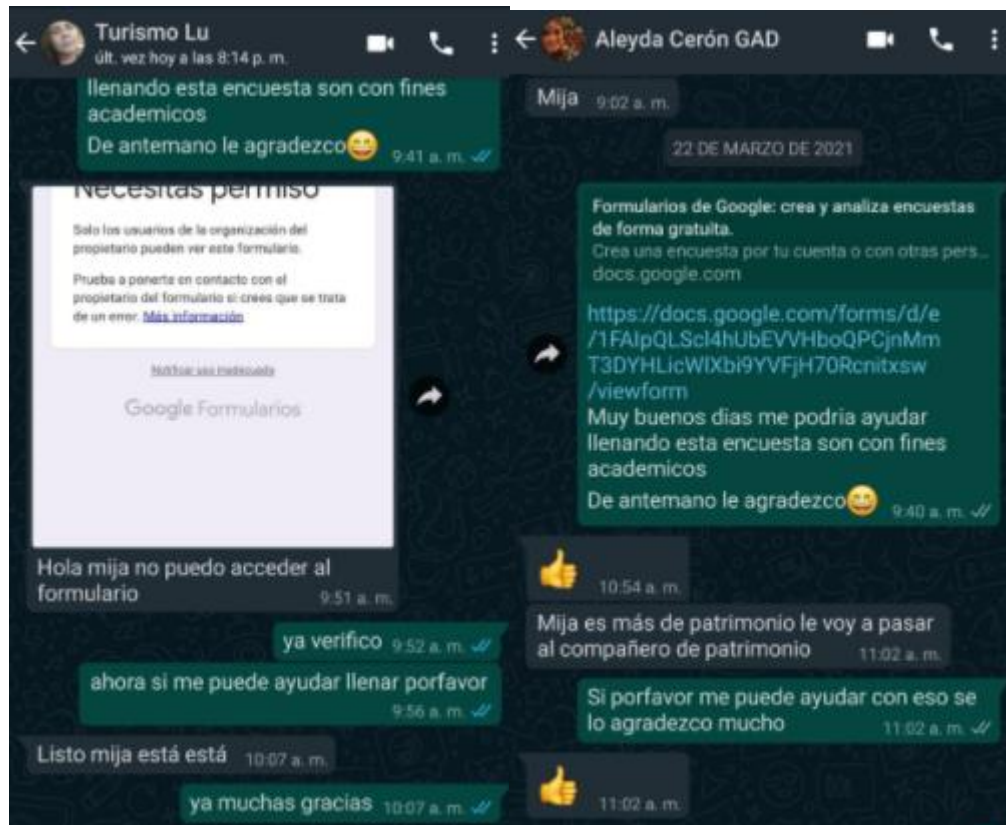 Turismo Lu
últ. vez hoy a las 8:14 p. m.
llenando esta encuesta son con fines
academicos
De antemano le agradezco😄 9:41 a. m.
Necesitas permiso
Solo los usuarios de la organización del
propietario pueden ver este formulario.
Prueba a ponerte en contacto con el
propietario del formulario si crees que se trata
de un error. Más información
Notificar uso inadecuado
Google Formularios
Hola mija no puedo acceder al
formulario 9:51 a. m.
ya verifico 9:52 a. m.
ahora si me puede ayudar llenar porfavor
9:56 a. m.
Listo mija está está 10:07 a. m.
ya muchas gracias 10:07 a. m.
Aleyda Cerón GAD
Mija 9:02 a. m.
22 DE MARZO DE 2021
Formularios de Google: crea y analiza encuestas
de forma gratuita.
Crea una encuesta por tu cuenta o con otras pers...
docs.google.com
https://docs.google.com/forms/d/e
/1FAIpQLScl4hUbEVVHboQPCjnMm
T3DYHLicWlXbi9YVFjH70Rcnitxsw
/viewform
Muy buenos dias me podria ayudar
llenando esta encuesta son con fines
academicos
De antemano le agradezco😄 9:40 a. m.
👍 10:54 a. m.
Mija es más de patrimonio le voy a pasar
al compañero de patrimonio 11:02 a. m.
Si porfavor me puede ayudar con eso se
lo agradezco mucho 11:02 a. m.
👍 11:02 a. m.